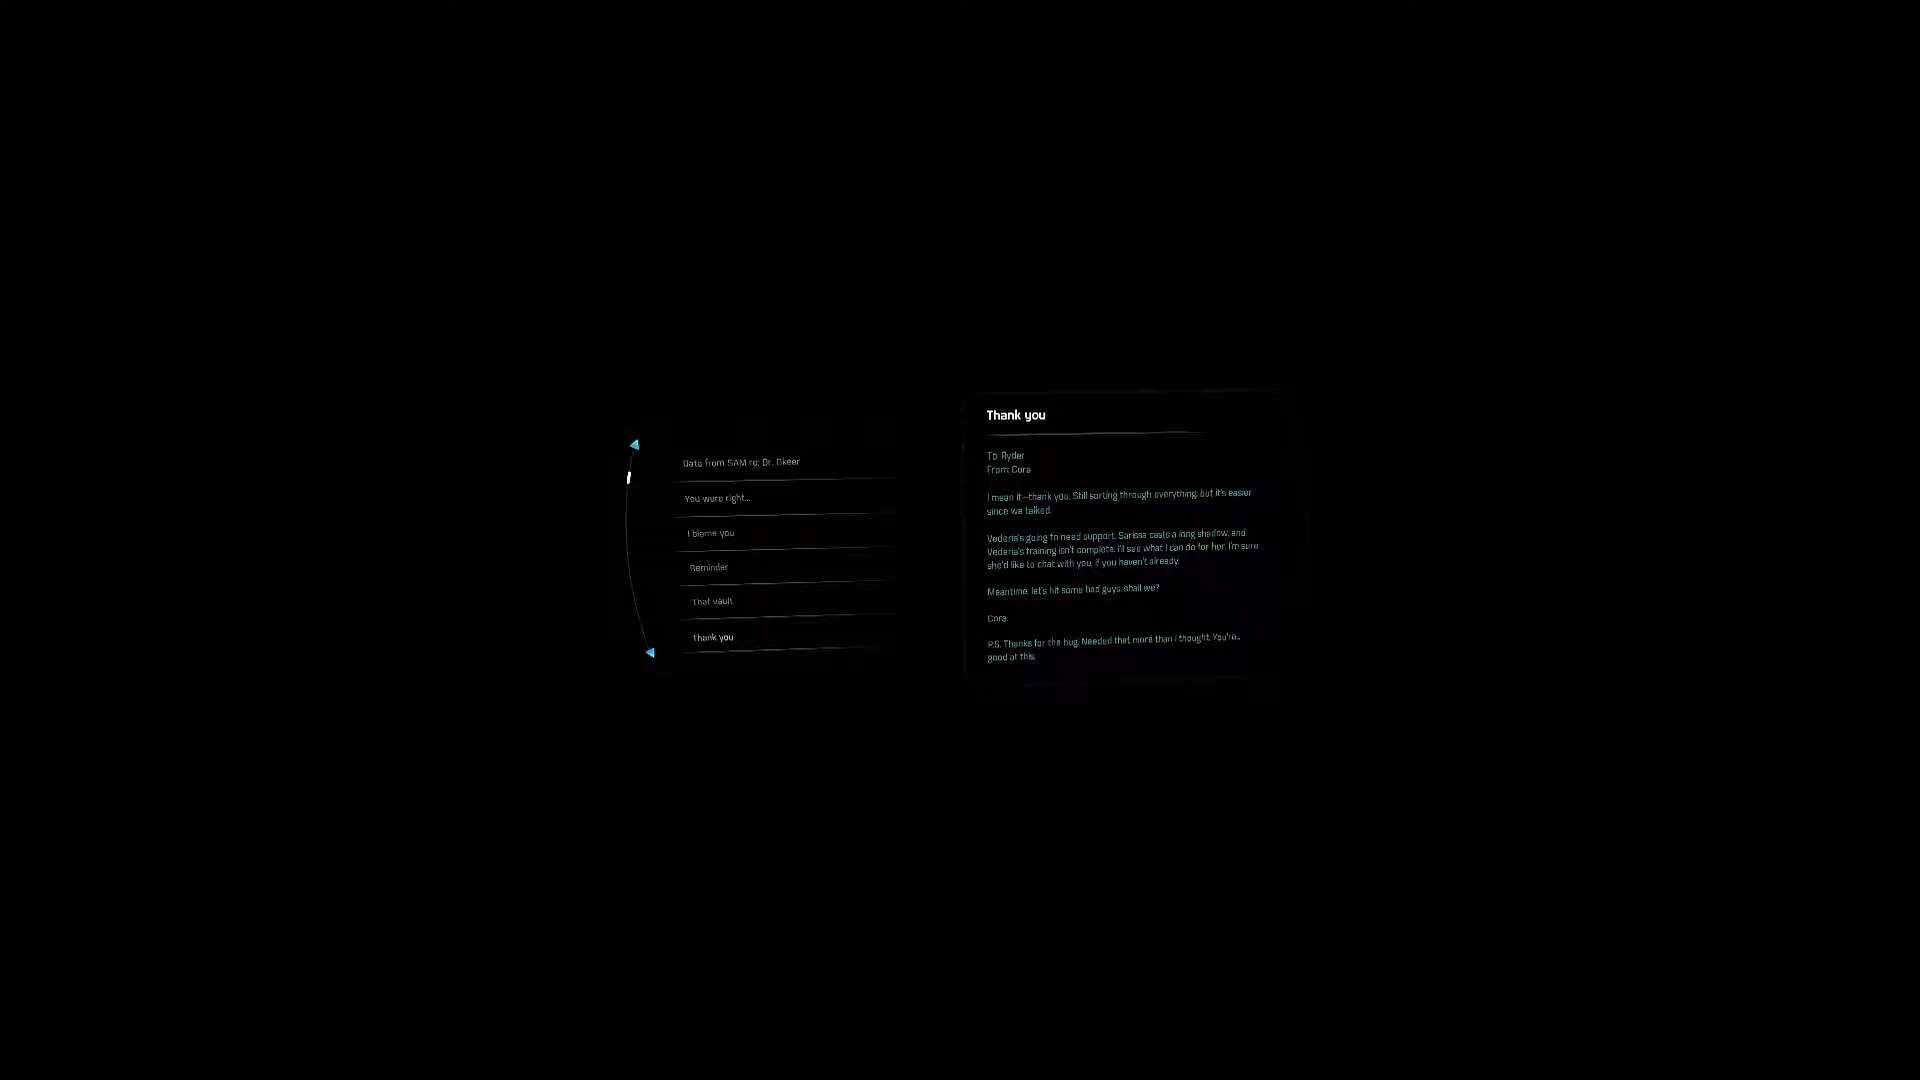 Data from SAM re: Dr. Okeer
You were right...
I blame you
Reminder
That vault
Thank you
Thank you
To: Ryder
From: Cora
I mean it—thank you. Still sorting through everything, but it's easier
since we talked.
Vederia's going to need support. Sarissa casts a long shadow, and
Vederia's training isn't complete. I'll see what I can do for her. I'm sure
she'd like to chat with you, if you haven't already.
Meantime, let's hit some bad guys, shall we?
Cora.
P.S. Thanks for the hug. Needed that more than I thought. You're...
good at this.